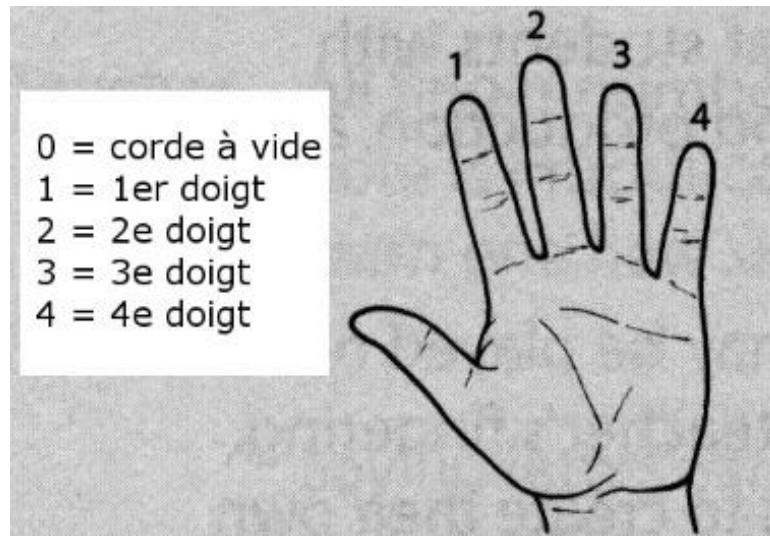 0 = corde à vide
1 = 1er doigt
2 = 2e doigt
3 = 3e doigt
4 = 4e doigt
1
2
3
4